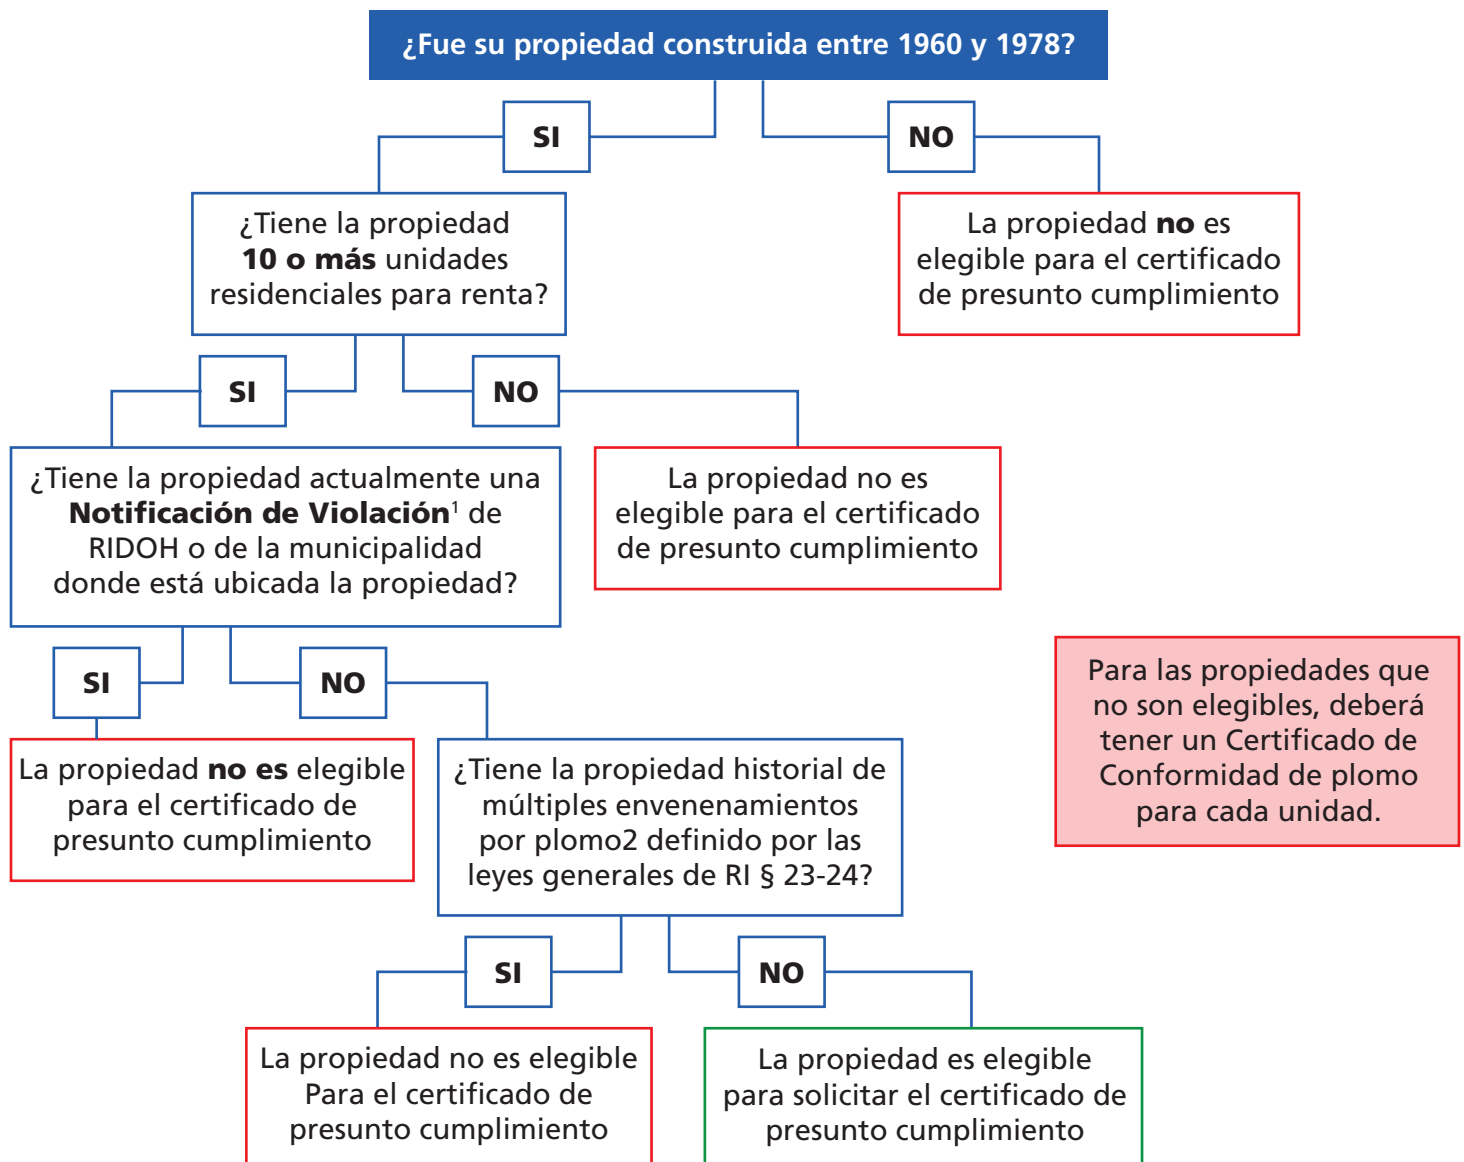 ¿Fue su propiedad construida entre 1960 y 1978?
SI
NO
¿Tiene la propiedad
10 o más unidades
residenciales para renta?
La propiedad no es
elegible para el certificado
de presunto cumplimiento
SI
NO
¿Tiene la propiedad actualmente una
Notificación de Violación¹ de
RIDOH o de la municipalidad
donde está ubicada la propiedad?
La propiedad no es
elegible para el certificado
de presunto cumplimiento
SI
NO
Para las propiedades que
no son elegibles, deberá
tener un Certificado de
Conformidad de plomo
para cada unidad.
La propiedad no es elegible
para el certificado de
presunto cumplimiento
¿Tiene la propiedad historial de
múltiples envenenamientos
por plomo2 definido por las
leyes generales de RI § 23-24?
SI
NO
La propiedad no es elegible
Para el certificado de
presunto cumplimiento
La propiedad es elegible
para solicitar el certificado de
presunto cumplimiento